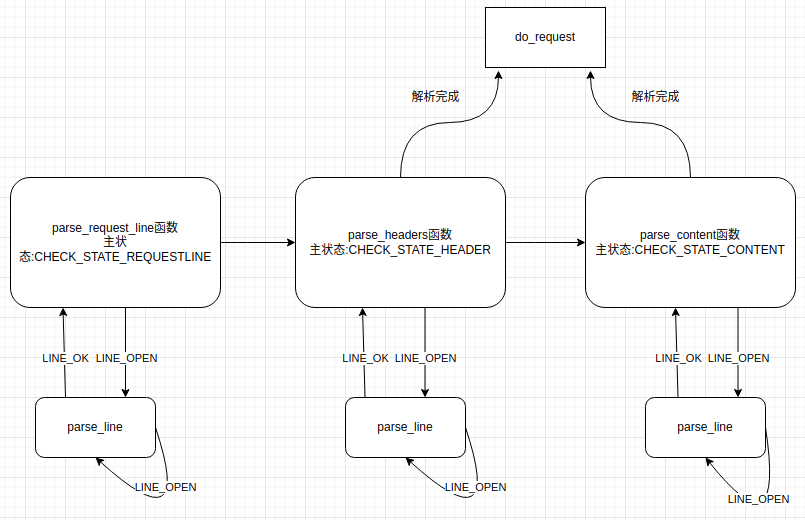 do_request
解析完成
解析完成
parse_request_line函数
主状
态:CHECK_STATE_REQUESTLINE
parse_headers函数
主状态:CHECK_STATE_HEADER
parse_content函数
主状态:CHECK_STATE_CONTENT
LINE_OK
LINE_OPEN
LINE_OK
LINE_OPEN
LINE_OK
LINE_OPEN
parse_line
parse_line
parse_line
LINE_OPEN
LINE_OPEN
LINE_OPEN